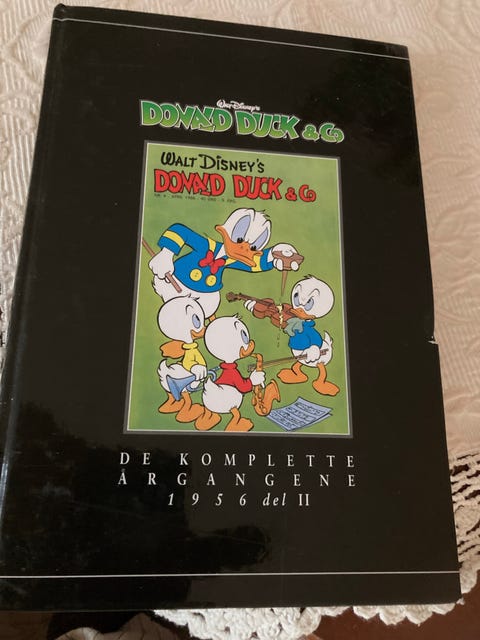 Walt Disney's
DONALD DUCK & Co
WALT DISNEY'S
DONALD DUCK & Co
DE KOMPLETTE
ÅRGANGENE
1956 del II